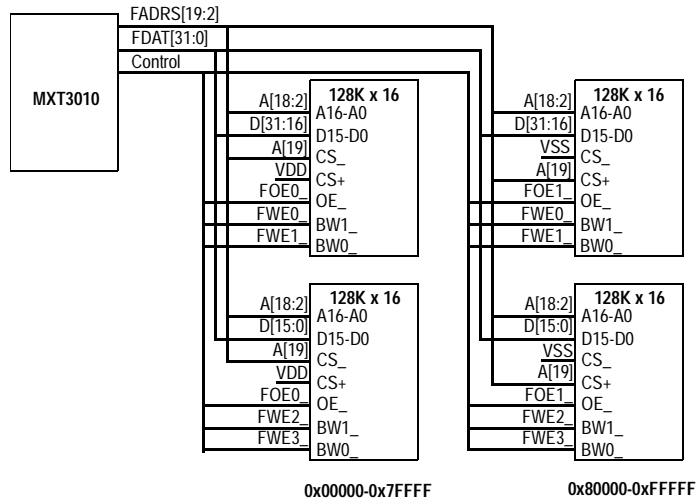 FADRS[19:2]
FDAT[31:0]
Control
MXT3010
128K x 16
A[18:2]
A16-A0
D[31:16]
D15-D0
A[19]
CS_
VDD
CS+
FOE0_
OE_
FWE0_
BW1_
FWE1_
BW0_
128K x 16
A[18:2]
A16-A0
D[31:16]
D15-D0
VSS
CS_
A[19]
CS+
FOE1_
OE_
FWE0_
BW1_
FWE1_
BW0_
128K x 16
A[18:2]
A16-A0
D[15:0]
D15-D0
A[19]
CS_
VDD
CS+
FOE0_
OE_
FWE2_
BW1_
FWE3_
BW0_
0x00000-0x7FFFF
128K x 16
A[18:2]
A16-A0
D[15:0]
D15-D0
VSS
CS_
A[19]
CS+
FOE1_
OE_
FWE2_
BW1_
FWE3_
BW0_
0x80000-0xFFFFF